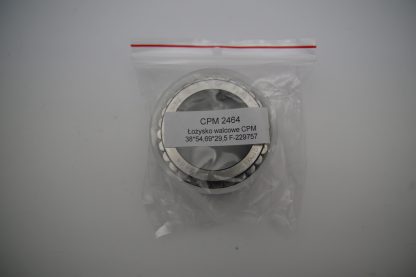 CPM 2464
Łożysko walcowe CPM
38*54,69*29,5 F-229757